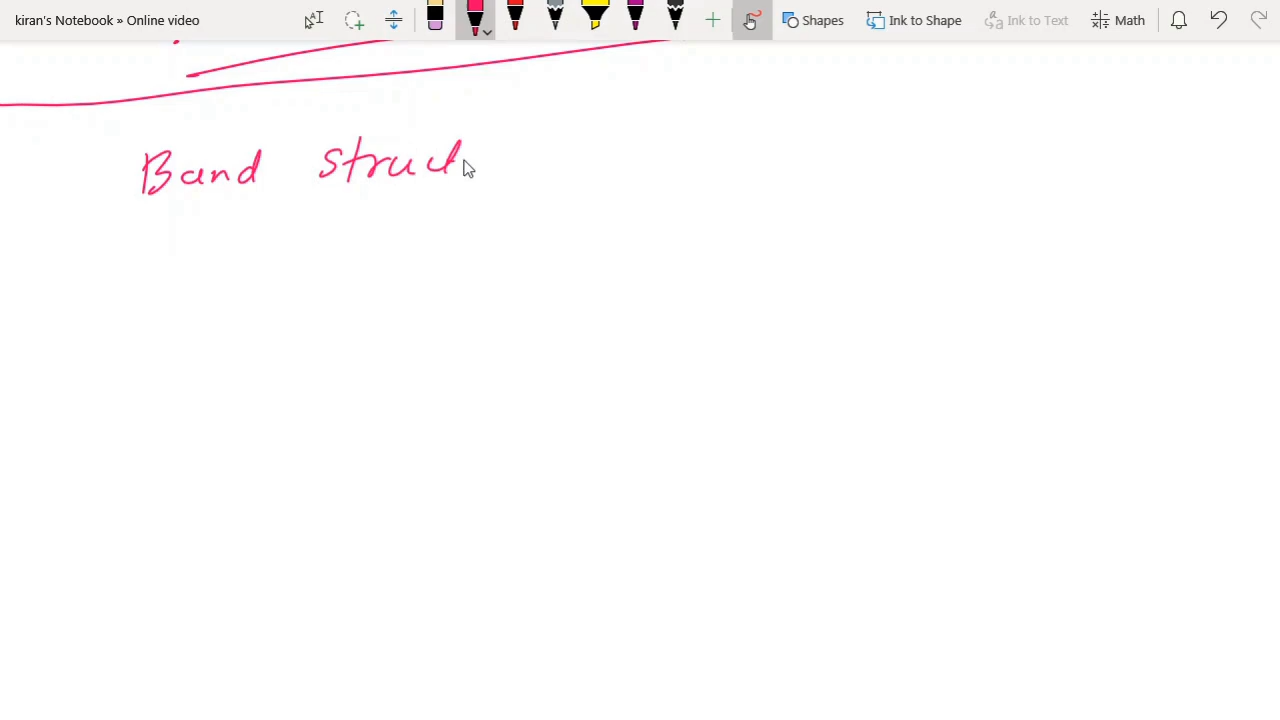 kiran's Notebook » Online video
Shapes
Ink to Shape
Ink to Text
Math
Band struct